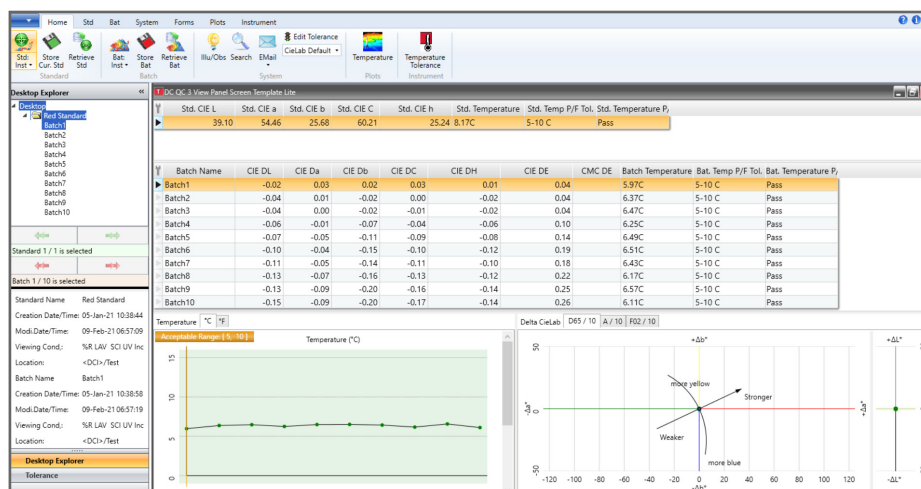 Home Std Bat System Forms Plots Instrument
Std: Inst Store Cur. Std Retrieve Std Bat: Inst Store Bat Retrieve Bat Illu/Obs Search EMail Edit Tolerance CieLab Default Temperature Temperature Tolerance
Standard Batch System Plots Instrument
Desktop Explorer «
Desktop
Red Standard
Batch1
Batch2
Batch3
Batch4
Batch5
Batch6
Batch7
Batch8
Batch9
Batch10
Standard 1 / 1 is selected
Batch 1 / 10 is selected
Standard Name Red Standard
Creation Date/Time: 05-Jan-21 10:38:44
Modi.Date/Time: 09-Feb-21 06:57:09
Viewing Cond,: %R LAV SCI UV Inc
Location: <DCI>/Test
Batch Name Batch1
Creation Date/Time: 05-Jan-21 10:38:58
Modi.Date/Time: 09-Feb-21 06:57:19
Viewing Cond,: %R LAV SCI UV Inc
Location: <DCI>/Test
Desktop Explorer
Tolerance
DC QC 3 View Panel Screen Template Lite
Std. CIE L Std. CIE a Std. CIE b Std. CIE C Std. CIE h Std. Temperature Std. Temp P/F Tol. Std. Temperature P/
39.10 54.46 25.68 60.21 25.24 8.17C 5-10 C Pass
Batch Name CIE DL CIE Da CIE Db CIE DC CIE DH CIE DE CMC DE Batch Temperature Bat. Temp P/F Tol. Bat. Temperature P/
Batch1 -0.02 0.03 0.02 0.03 0.01 0.04 5.97C 5-10 C Pass
Batch2 -0.04 0.01 -0.02 0.00 -0.02 0.04 6.37C 5-10 C Pass
Batch3 -0.04 0.00 -0.02 -0.01 -0.02 0.04 6.47C 5-10 C Pass
Batch4 -0.06 -0.01 -0.07 -0.04 -0.06 0.10 6.25C 5-10 C Pass
Batch5 -0.07 -0.05 -0.11 -0.09 -0.08 0.14 6.49C 5-10 C Pass
Batch6 -0.10 -0.04 -0.15 -0.10 -0.12 0.19 6.51C 5-10 C Pass
Batch7 -0.11 -0.05 -0.14 -0.11 -0.10 0.18 6.43C 5-10 C Pass
Batch8 -0.13 -0.07 -0.16 -0.13 -0.12 0.22 6.17C 5-10 C Pass
Batch9 -0.13 -0.09 -0.20 -0.16 -0.14 0.25 6.57C 5-10 C Pass
Batch10 -0.15 -0.09 -0.20 -0.17 -0.14 0.26 6.11C 5-10 C Pass
Temperature °C °F
Acceptable Range: [ 5, 10 ]
Temperature (°C)
15
10
5
0
Delta CieLab D65 / 10 A / 10 F02 / 10
+Δb*
50
more yellow
Stronger
-Δa* 0 +Δa*
Weaker
more blue
-50
-120 -100 -80 -60 -40 -20 0 20 40 60 80 100 120
-Δb*
+ΔL*
-ΔL*